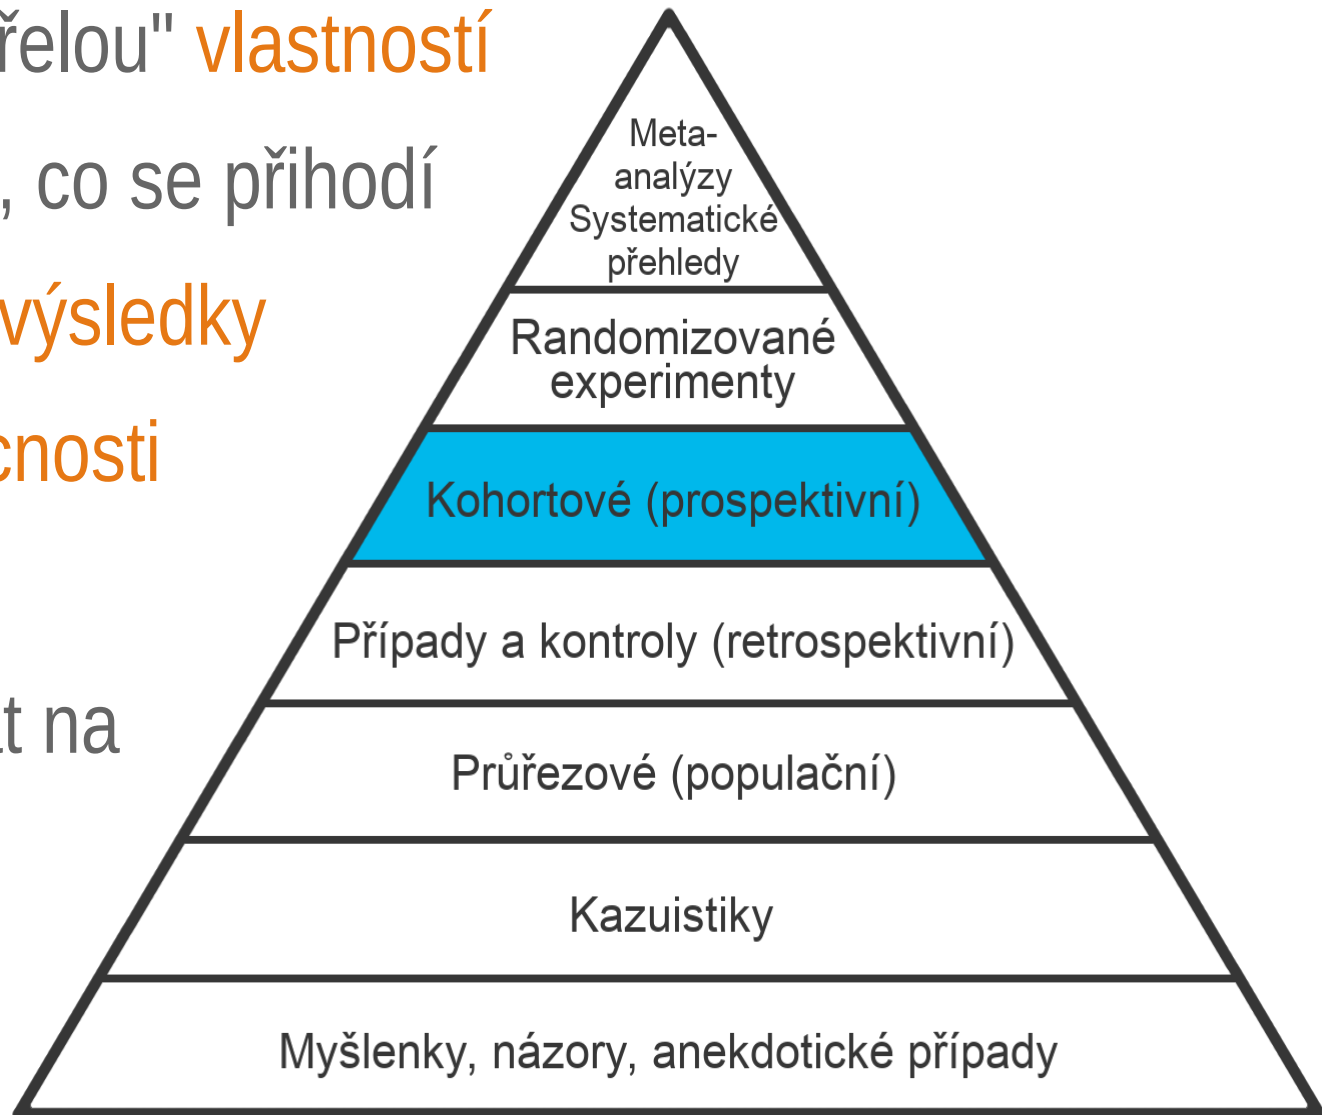 řelou" vlastností
, co se přihodí
výsledky
cnosti
t na
Meta-
analýzy
Systematické
přehledy
Randomizované
experimenty
Kohortové (prospektivní)
Případy a kontroly (retrospektivní)
Průřezové (populační)
Kazuistiky
Myšlenky, názory, anekdotické případy